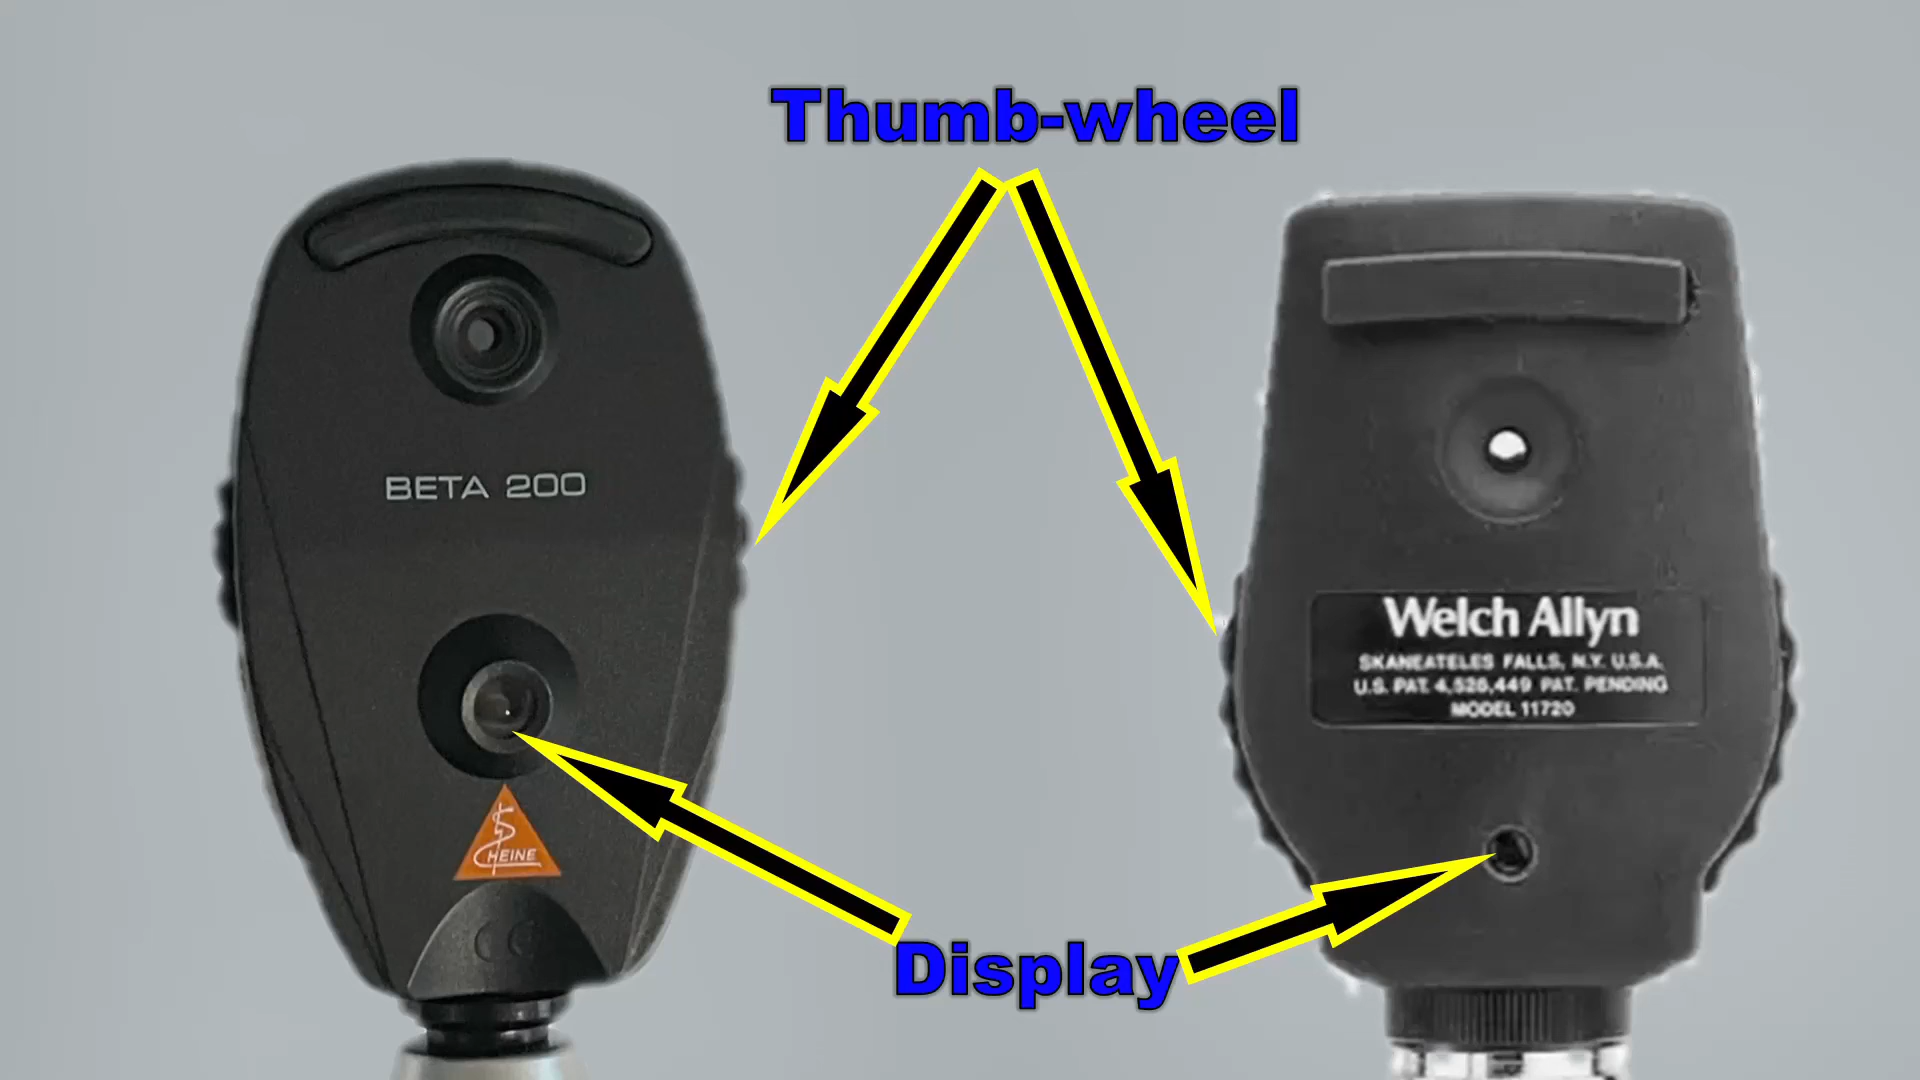 Thumb-wheel
BETA 200
Welch Allyn
SKANEATELES FALLS, N.Y. U.S.A.
U.S. PAT. 4,526,449 PAT. PENDING
MODEL 11720
HEINE
Display